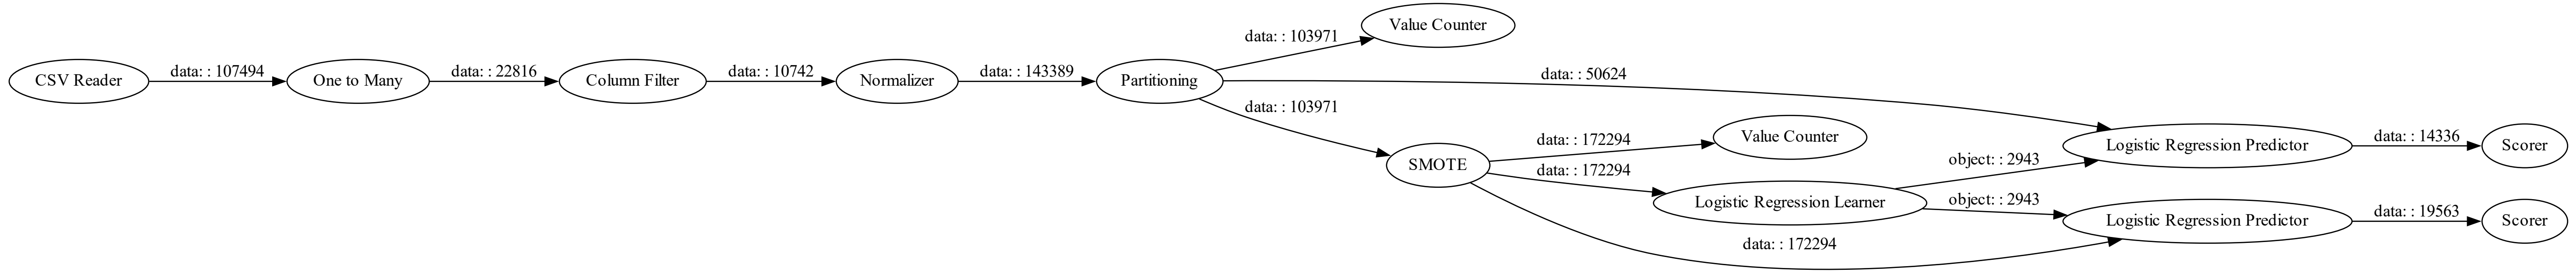 CSV Reader
data: : 107494
One to Many
data: : 22816
Column Filter
data: : 10742
Normalizer
data: : 143389
Partitioning
data: : 103971
Value Counter
data: : 50624
data: : 103971
SMOTE
data: : 172294
Value Counter
data: : 172294
Logistic Regression Learner
data: : 172294
object: : 2943
Logistic Regression Predictor
data: : 14336
Scorer
object: : 2943
Logistic Regression Predictor
data: : 19563
Scorer